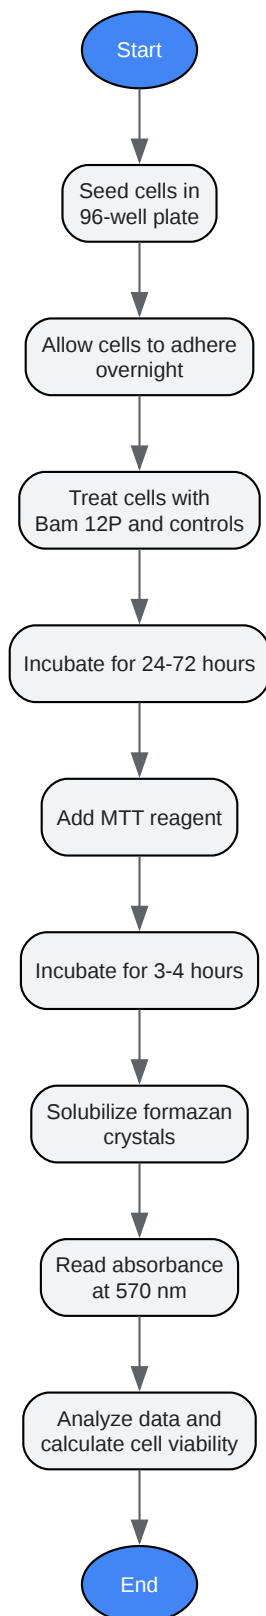 Start
Seed cells in
96-well plate
Allow cells to adhere
overnight
Treat cells with
Bam 12P and controls
Incubate for 24-72 hours
Add MTT reagent
Incubate for 3-4 hours
Solubilize formazan
crystals
Read absorbance
at 570 nm
Analyze data and
calculate cell viability
End